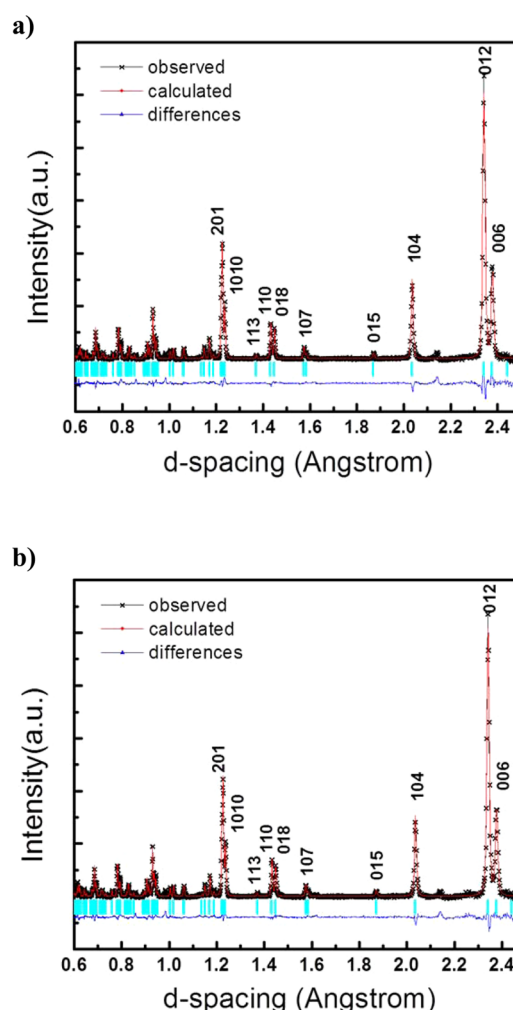 a)
012
observed
calculated
differences
006
201
1010
104
113
110
018
107
015
Intensity(a.u.)
0.6 0.8 1.0 1.2 1.4 1.6 1.8 2.0 2.2 2.4
d-spacing (Angstrom)
b)
012
observed
calculated
differences
006
201
1010
104
113
110
018
107
015
Intensity(a.u.)
0.6 0.8 1.0 1.2 1.4 1.6 1.8 2.0 2.2 2.4
d-spacing (Angstrom)